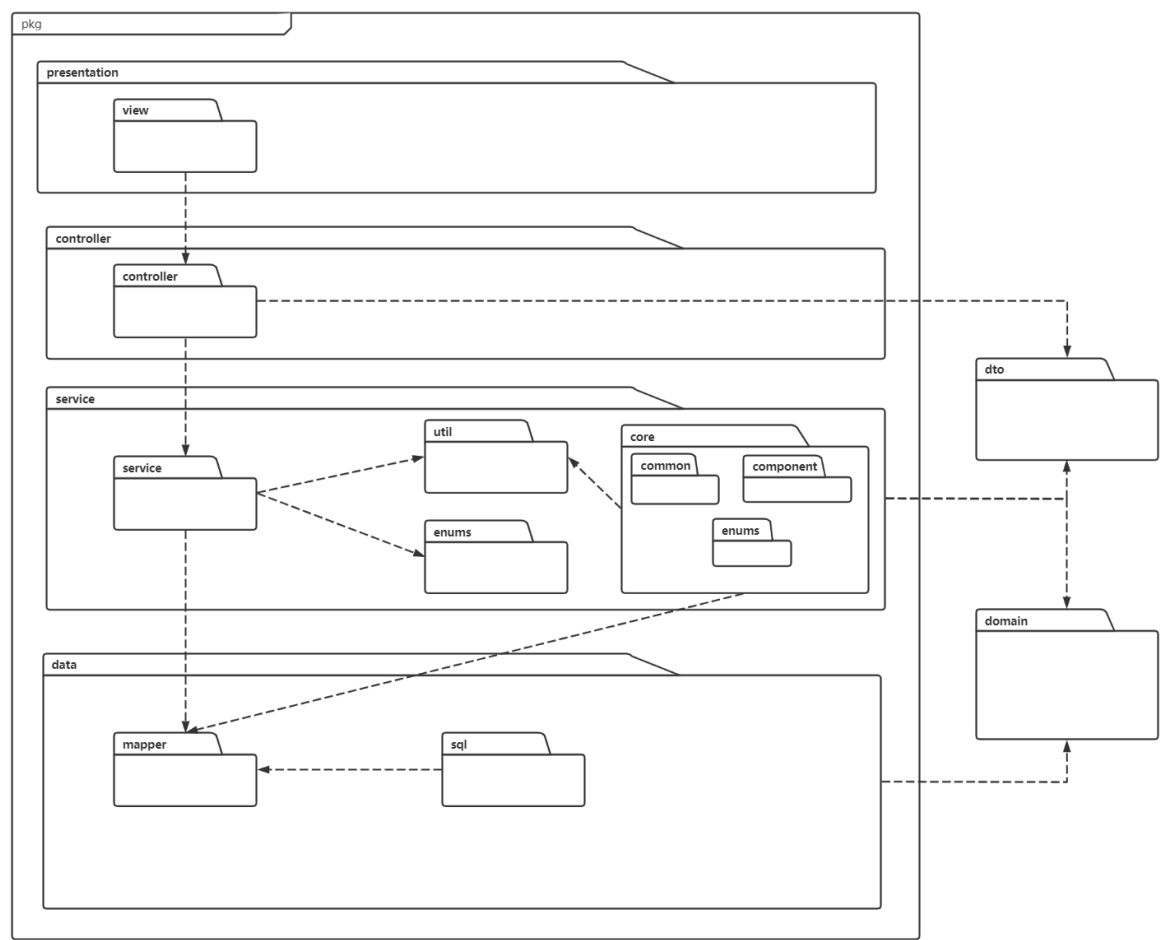 pkg
presentation
view
controller
controller
dto
service
util
core
common
component
service
enums
enums
domain
data
mapper
sql